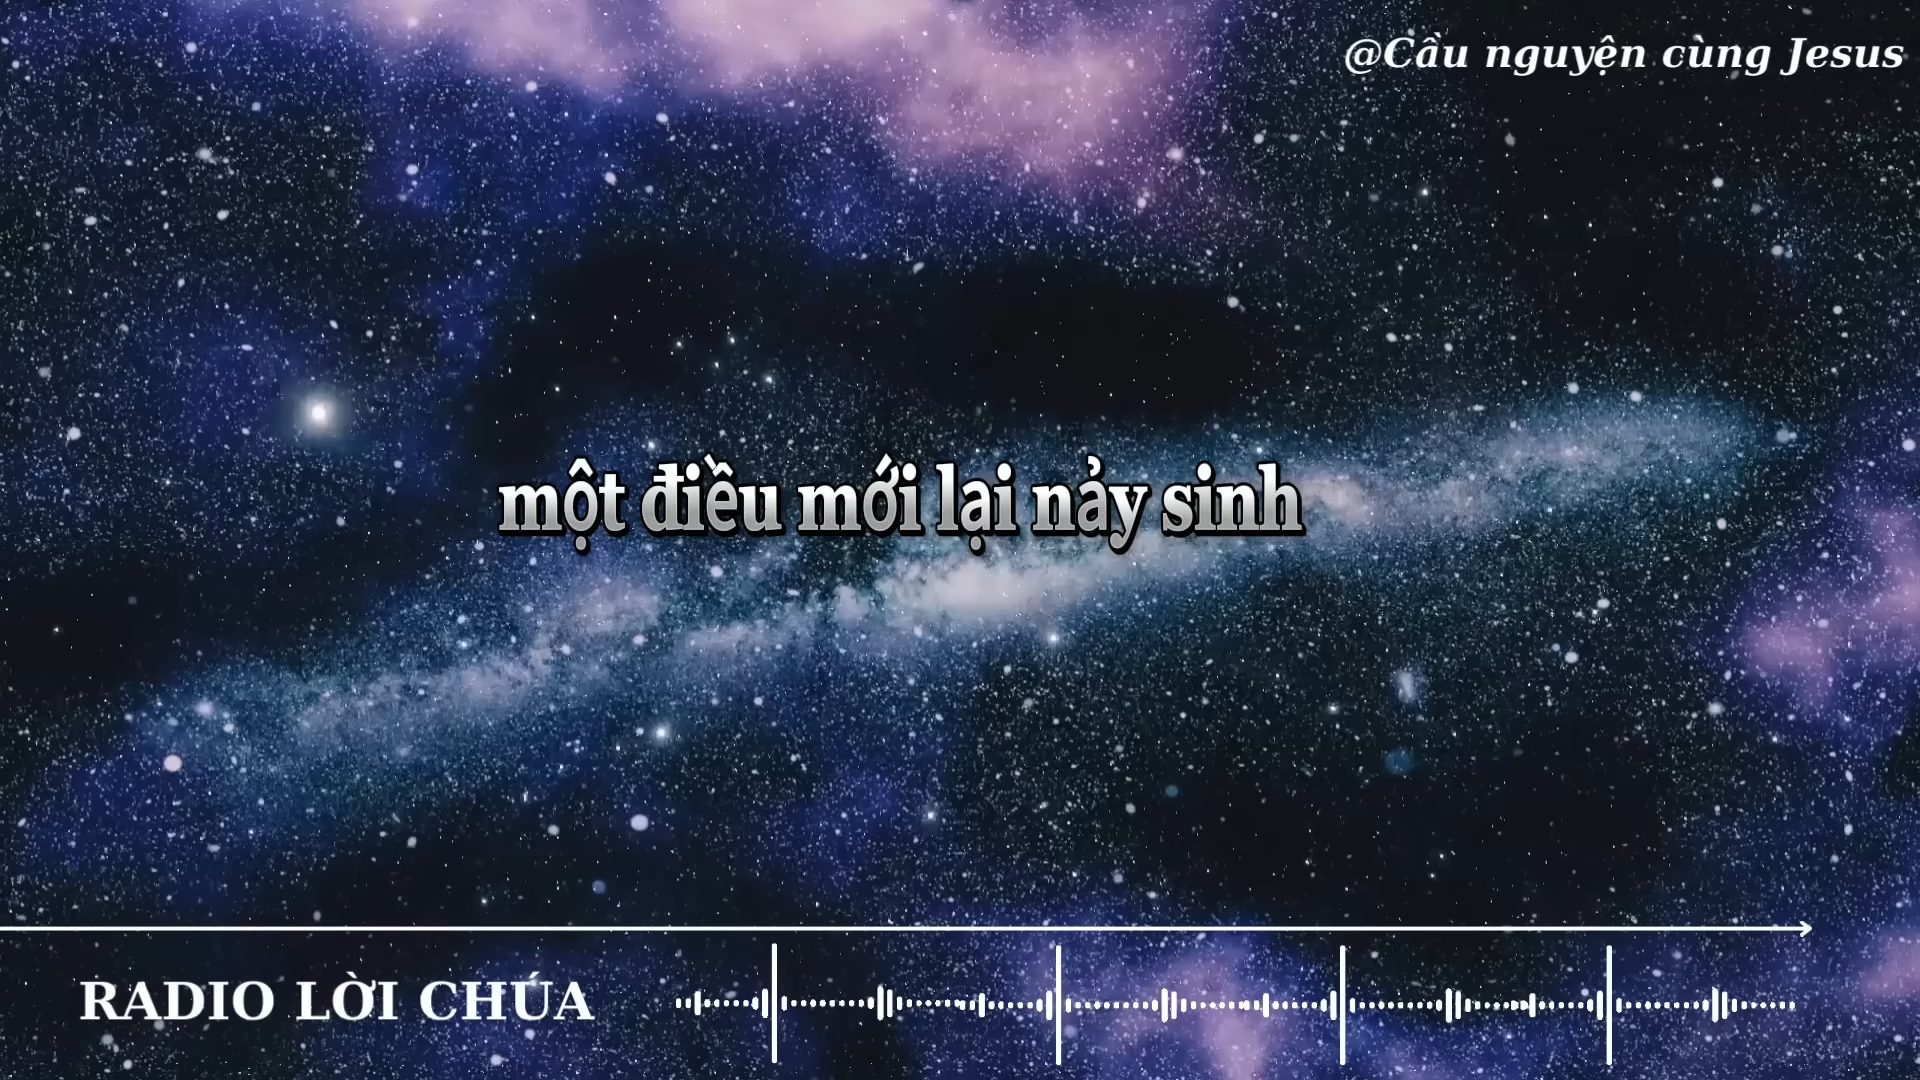 @Cầu nguyện cùng Jesus
một điều mới lại nảy sinh
RADIO LỜI CHÚA